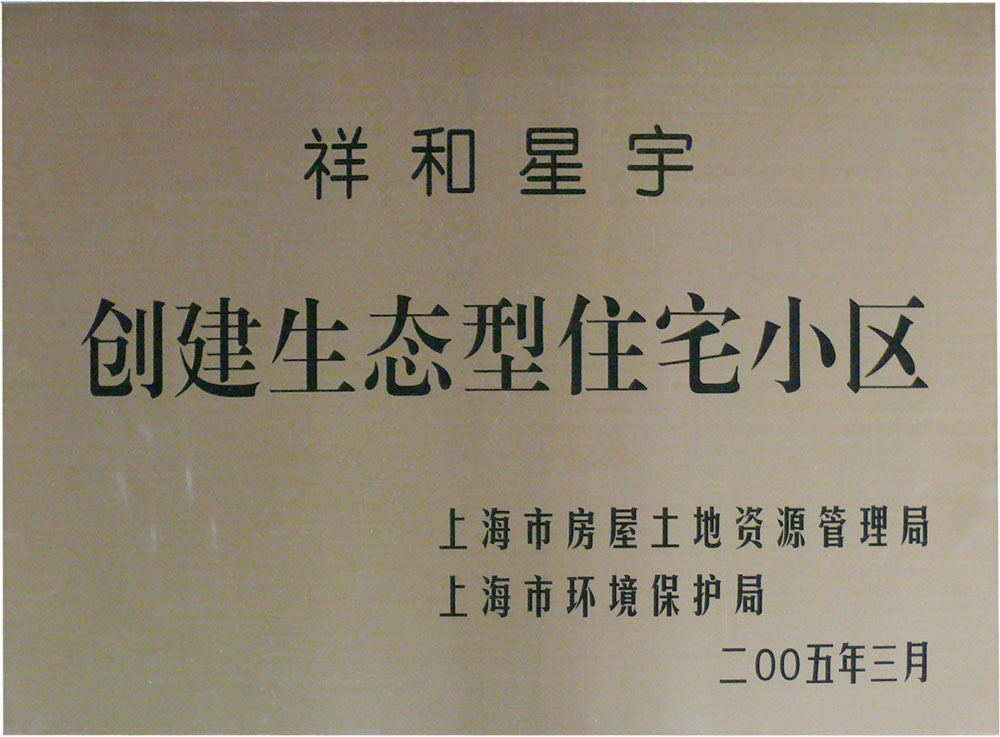 祥和星宇
创建生态型住宅小区
上海市房屋土地资源管理局
上海市环境保护局
二00五年三月